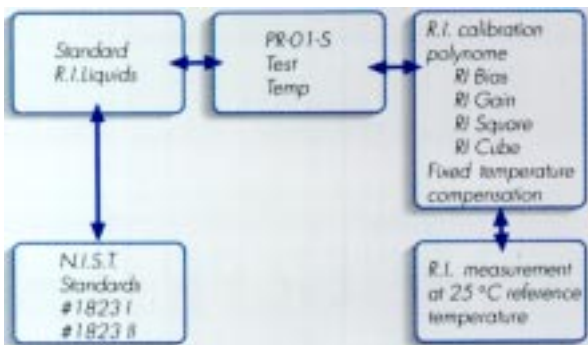 Standard
R.I.Liquids
PR-01-S
Test
Temp
R.I. calibration
polynome
RI Bias
RI Gain
RI Square
RI Cube
Fixed temperature
compensation
N.I.S.T.
Standards
#1823 I
#1823 II
R.I. measurement
at 25 °C reference
temperature